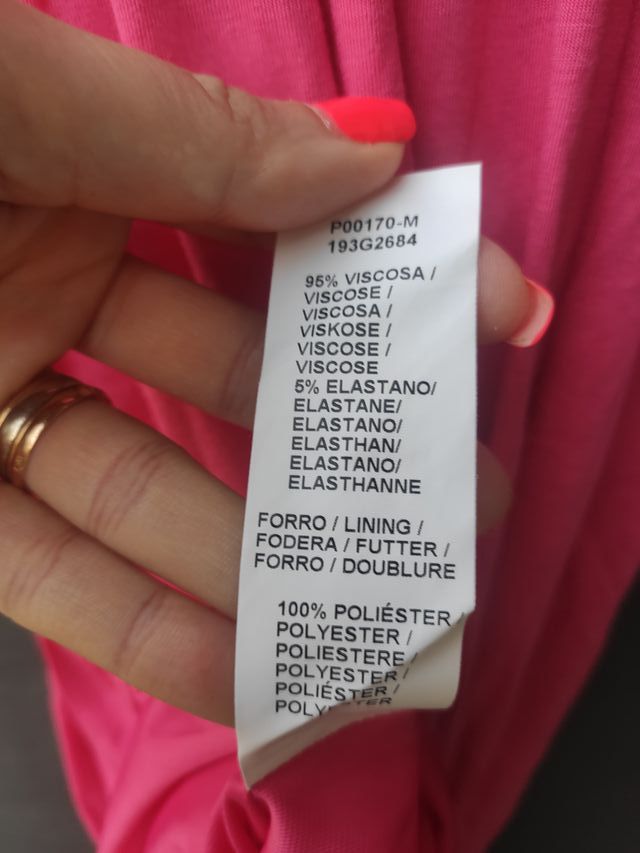 P00170-M
193G2684
95% VISCOSA /
VISCOSE /
VISCOSA /
VISKOSE /
VISCOSE /
VISCOSE
5% ELASTANO/
ELASTANE/
ELASTANO/
ELASTHAN/
ELASTANO/
ELASTHANNE
FORRO / LINING /
FODERA / FUTTER /
FORRO / DOUBLURE
100% POLIÉSTER /
POLYESTER /
POLIESTERE /
POLYESTER /
POLIÉSTER /
POLYESTER